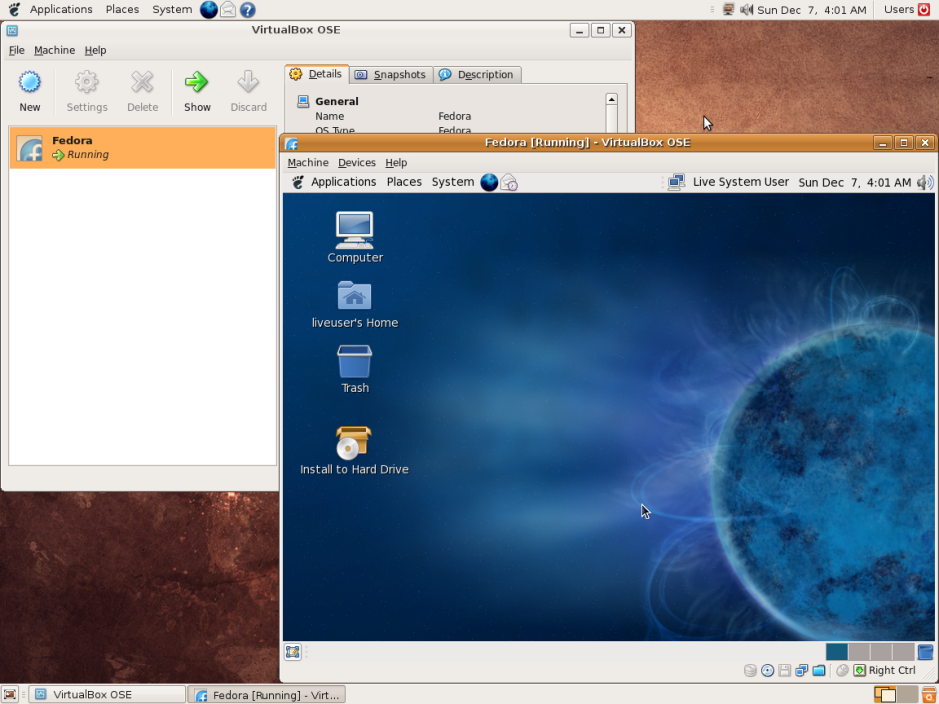 Applications Places System ? Sun Dec 7, 4:01 AM Users
VirtualBox OSE
File Machine Help
New Settings Delete Show Discard
Details Snapshots Description
General
Name Fedora
OS Type Fedora
Fedora
Running
Fedora [Running] - VirtualBox OSE
Machine Devices Help
Applications Places System Live System User Sun Dec 7, 4:01 AM
Computer
liveuser's Home
Trash
Install to Hard Drive
Right Ctrl
VirtualBox OSE
Fedora [Running] - Virt...